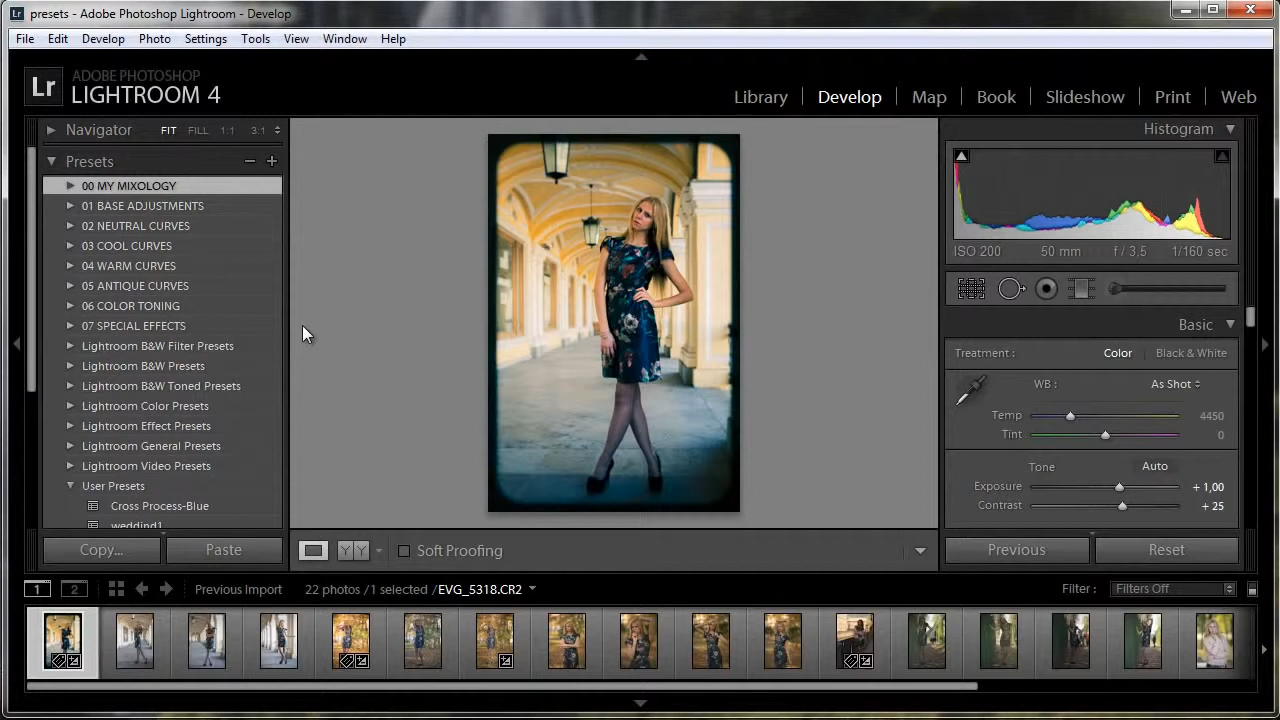 presets - Adobe Photoshop Lightroom - Develop
File Edit Develop Photo Settings Tools View Window Help
Lr ADOBE PHOTOSHOP
LIGHTROOM 4
Library Develop Map Book Slideshow Print Web
Navigator FIT FILL 1:1 3:1
Presets
00 MY MIXOLOGY
01 BASE ADJUSTMENTS
02 NEUTRAL CURVES
03 COOL CURVES
04 WARM CURVES
05 ANTIQUE CURVES
06 COLOR TONING
07 SPECIAL EFFECTS
Lightroom B&W Filter Presets
Lightroom B&W Presets
Lightroom B&W Toned Presets
Lightroom Color Presets
Lightroom Effect Presets
Lightroom General Presets
Lightroom Video Presets
User Presets
Cross Process-Blue
weddind1
Copy... Paste
Y Y Soft Proofing
Histogram
ISO 200 50 mm f / 3,5 1/160 sec
Basic
Treatment : Color Black & White
WB : As Shot
Temp 4450
Tint 0
Tone Auto
Exposure + 1,00
Contrast + 25
Previous Reset
1 2 Previous Import 22 photos /1 selected /EVG_5318.CR2 Filter : Filters Off